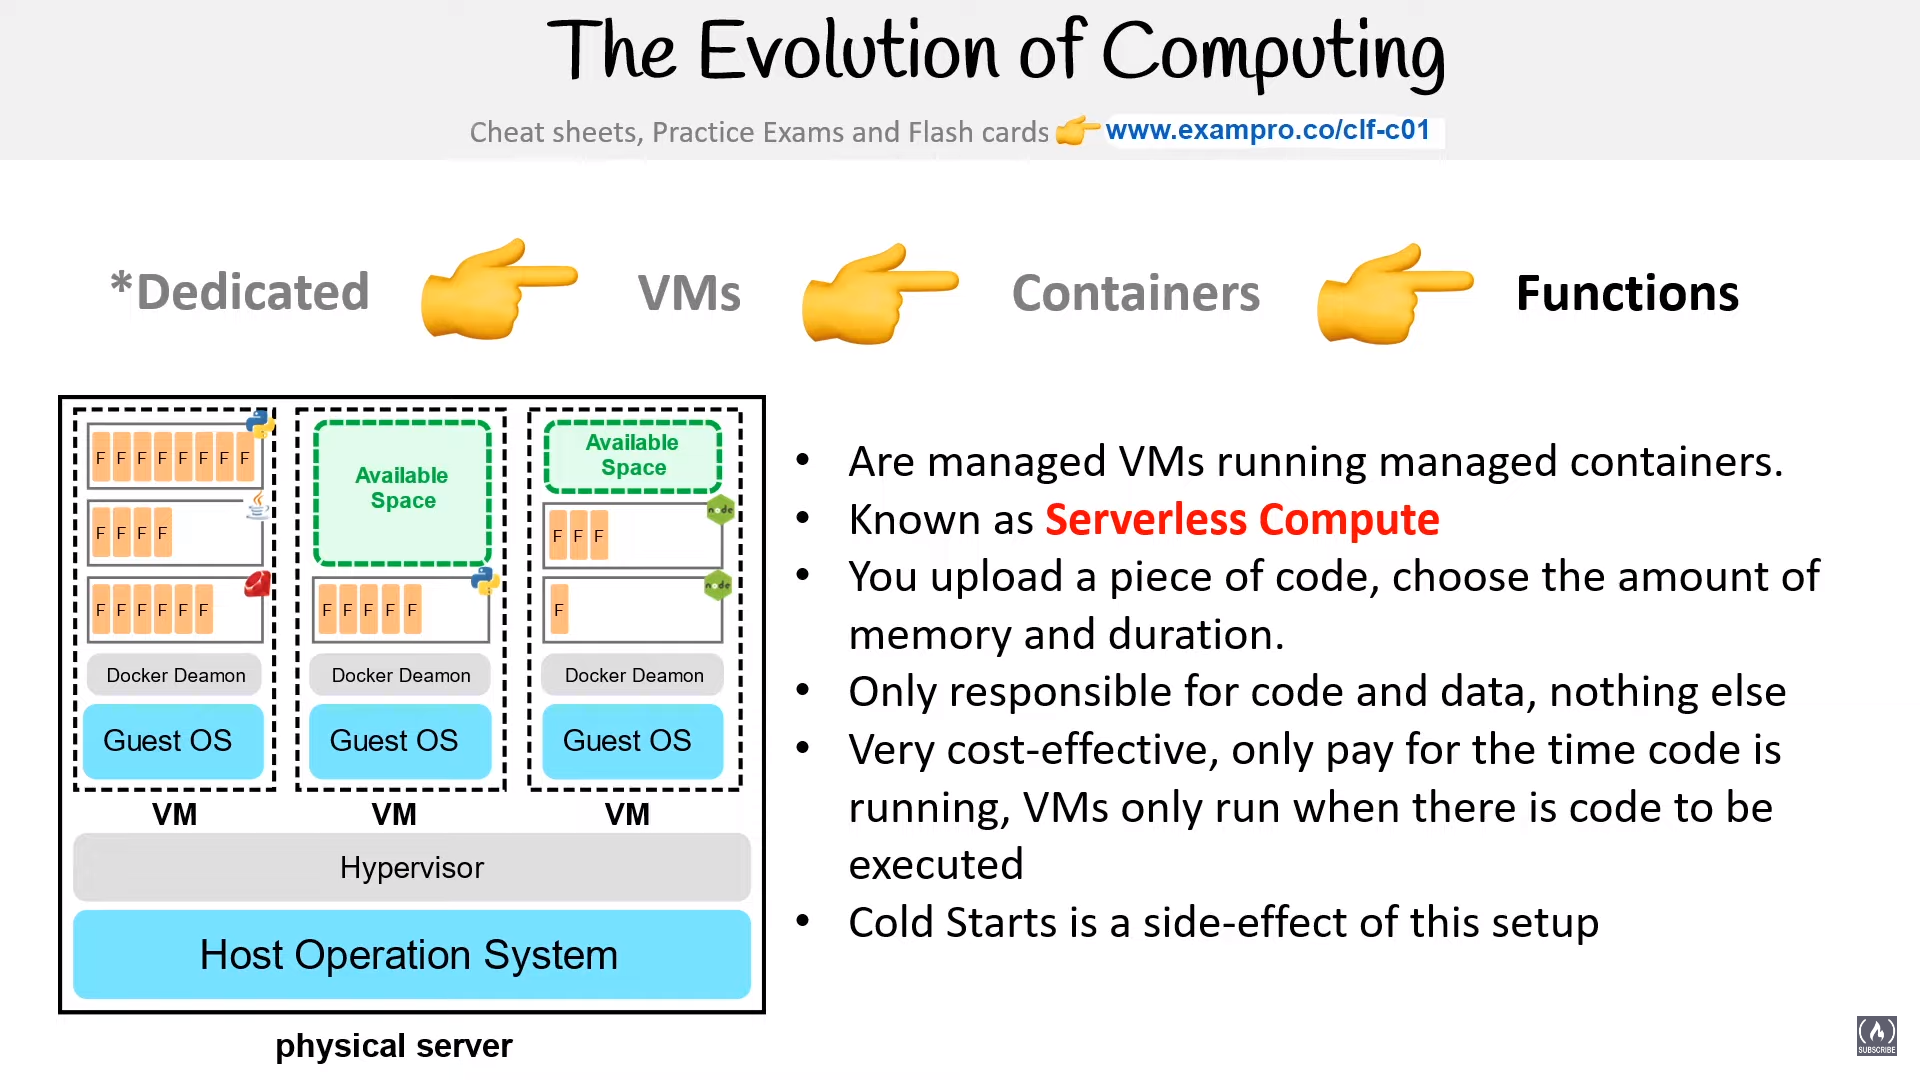 The Evolution of Computing
Cheat sheets, Practice Exams and Flash cards www.exampro.co/clf-c01
*Dedicated VMs Containers Functions
F F F F F F F F
F F F F
F F F F F F
Docker Deamon
Guest OS
VM
Available
Space
F F F F F
Docker Deamon
Guest OS
VM
Available
Space
node
F F F
node
F
Docker Deamon
Guest OS
VM
Hypervisor
Host Operation System
physical server
• Are managed VMs running managed containers.
• Known as Serverless Compute
• You upload a piece of code, choose the amount of
memory and duration.
• Only responsible for code and data, nothing else
• Very cost-effective, only pay for the time code is
running, VMs only run when there is code to be
executed
• Cold Starts is a side-effect of this setup
SUBSCRIBE